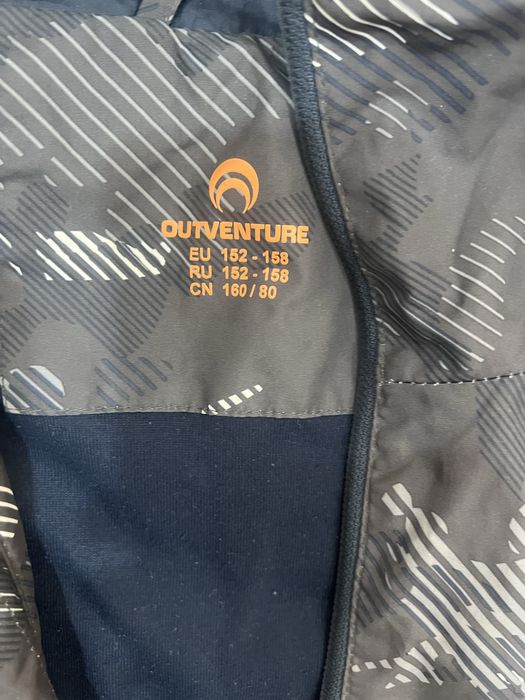 OUTVENTURE
EU 152 - 158
RU 152 - 158
CN 160 / 80